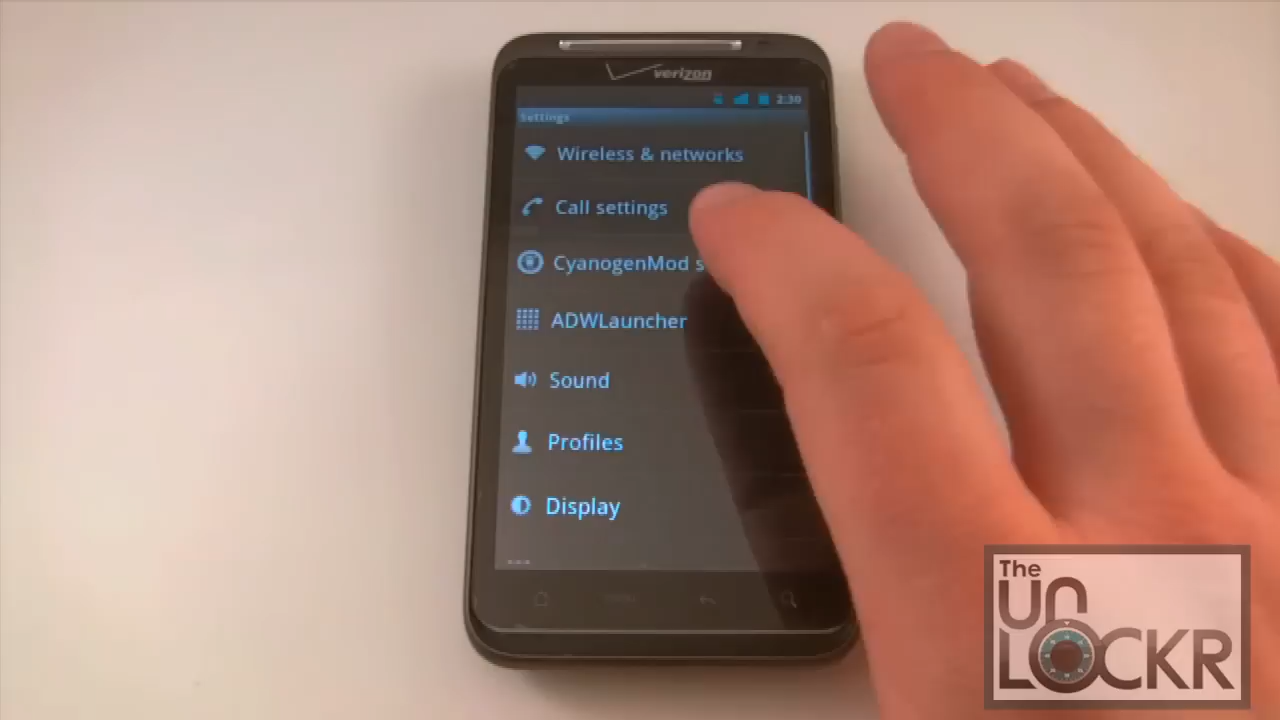 verizon
2:30
Settings
Wireless & networks
Call settings
CyanogenMod s
ADWLauncher
Sound
Profiles
Display
The
UnLOCKR